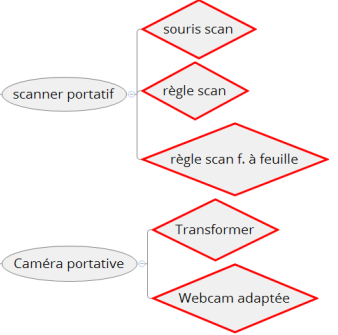 souris scan
scanner portatif
règle scan
règle scan f. à feuille
Transformer
Caméra portative
Webcam adaptée